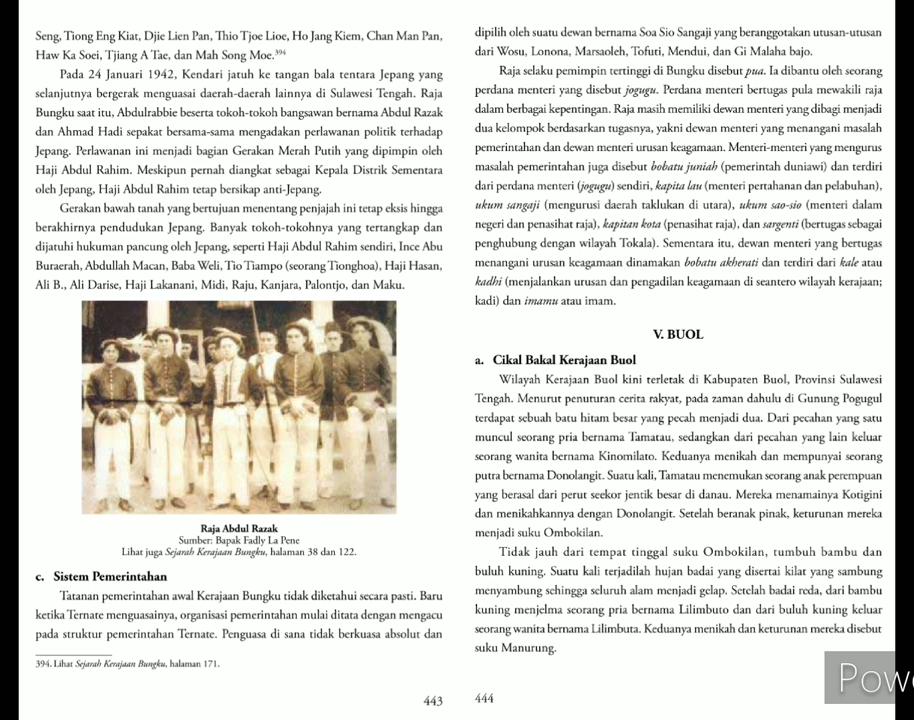 Seng, Tiong Eng Kiat, Djie Lien Pan, Thio Tjoe Lioe, Ho Jang Kiem, Chan Man Pan,
Haw Ka Soei, Tjiang A Tae, dan Mah Song Moe.394
Pada 24 Januari 1942, Kendari jatuh ke tangan bala tentara Jepang yang
selanjutnya bergerak menguasai daerah-daerah lainnya di Sulawesi Tengah. Raja
Bungku saat itu, Abdulrabbie beserta tokoh-tokoh bangsawan bernama Abdul Razak
dan Ahmad Hadi sepakat bersama-sama mengadakan perlawanan politik terhadap
Jepang. Perlawanan ini menjadi bagian Gerakan Merah Putih yang dipimpin oleh
Haji Abdul Rahim. Meskipun pernah diangkat sebagai Kepala Distrik Sementara
oleh Jepang, Haji Abdul Rahim tetap bersikap anti-Jepang.
Gerakan bawah tanah yang bertujuan menentang penjajah ini tetap eksis hingga
berakhirnya pendudukan Jepang. Banyak tokoh-tokohnya yang tertangkap dan
dijatuhi hukuman pancung oleh Jepang, seperti Haji Abdul Rahim sendiri, Ince Abu
Buraerah, Abdullah Macan, Baba Weli, Tio Tiampo (seorang Tionghoa), Haji Hasan,
Ali B., Ali Darise, Haji Lakanani, Midi, Raju, Kanjara, Palontjo, dan Maku.
Raja Abdul Razak
Sumber: Bapak Fadly La Pene
Lihat juga Sejarah Kerajaan Bungku, halaman 38 dan 122.
c. Sistem Pemerintahan
Tatanan pemerintahan awal Kerajaan Bungku tidak diketahui secara pasti. Baru
ketika Ternate menguasainya, organisasi pemerintahan mulai ditata dengan mengacu
pada struktur pemerintahan Ternate. Penguasa di sana tidak berkuasa absolut dan
394. Lihat Sejarah Kerajaan Bungku, halaman 171.
443
dipilih oleh suatu dewan bernama Soa Sio Sangaji yang beranggotakan utusan-utusan
dari Wosu, Lonona, Marsaoleh, Tofuti, Mendui, dan Gi Malaha bajo.
Raja selaku pemimpin tertinggi di Bungku disebut pua. Ia dibantu oleh seorang
perdana menteri yang disebut jogugu. Perdana menteri bertugas pula mewakili raja
dalam berbagai kepentingan. Raja masih memiliki dewan menteri yang dibagi menjadi
dua kelompok berdasarkan tugasnya, yakni dewan menteri yang menangani masalah
pemerintahan dan dewan menteri urusan keagamaan. Menteri-menteri yang mengurus
masalah pemerintahan juga disebut bobatu juniah (pemerintah duniawi) dan terdiri
dari perdana menteri (jogugu) sendiri, kapita lau (menteri pertahanan dan pelabuhan),
ukum sangaji (mengurusi daerah taklukan di utara), ukum sao-sio (menteri dalam
negeri dan penasihat raja), kapitan kota (penasihat raja), dan sargenti (bertugas sebagai
penghubung dengan wilayah Tokala). Sementara itu, dewan menteri yang bertugas
menangani urusan keagamaan dinamakan bobatu akherati dan terdiri dari kale atau
kadhi (menjalankan urusan dan pengadilan keagamaan di seantero wilayah kerajaan;
kadi) dan imamu atau imam.
V. BUOL
a. Cikal Bakal Kerajaan Buol
Wilayah Kerajaan Buol kini terletak di Kabupaten Buol, Provinsi Sulawesi
Tengah. Menurut penuturan cerita rakyat, pada zaman dahulu di Gunung Pogugul
terdapat sebuah batu hitam besar yang pecah menjadi dua. Dari pecahan yang satu
muncul seorang pria bernama Tamatau, sedangkan dari pecahan yang lain keluar
seorang wanita bernama Kinomilato. Keduanya menikah dan mempunyai seorang
putra bernama Donolangit. Suatu kali, Tamatau menemukan seorang anak perempuan
yang berasal dari perut seekor jentik besar di danau. Mereka menamainya Kotigini
dan menikahkannya dengan Donolangit. Setelah beranak pinak, keturunan mereka
menjadi suku Ombokilan.
Tidak jauh dari tempat tinggal suku Ombokilan, tumbuh bambu dan
buluh kuning. Suatu kali terjadilah hujan badai yang disertai kilat yang sambung
menyambung sehingga seluruh alam menjadi gelap. Setelah badai reda, dari bambu
kuning menjelma seorang pria bernama Lilimbuto dan dari buluh kuning keluar
seorang wanita bernama Lilimbuta. Keduanya menikah dan keturunan mereka disebut
suku Manurung.
444
Powe